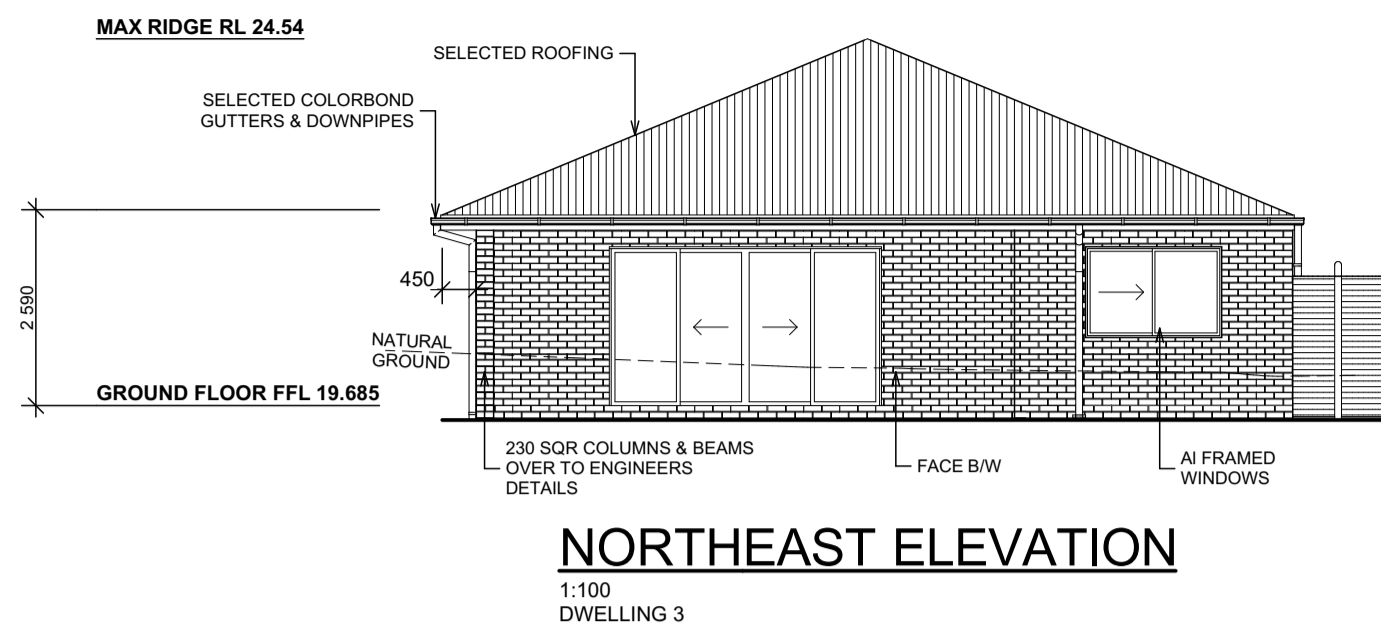 MAX RIDGE RL 24.54
SELECTED ROOFING
SELECTED COLORBOND
GUTTERS & DOWNPIPES
2 590
450
NATURAL
GROUND
GROUND FLOOR FFL 19.685
230 SQR COLUMNS & BEAMS
OVER TO ENGINEERS
DETAILS
FACE B/W
Al FRAMED
WINDOWS
NORTHEAST ELEVATION
1:100
DWELLING 3